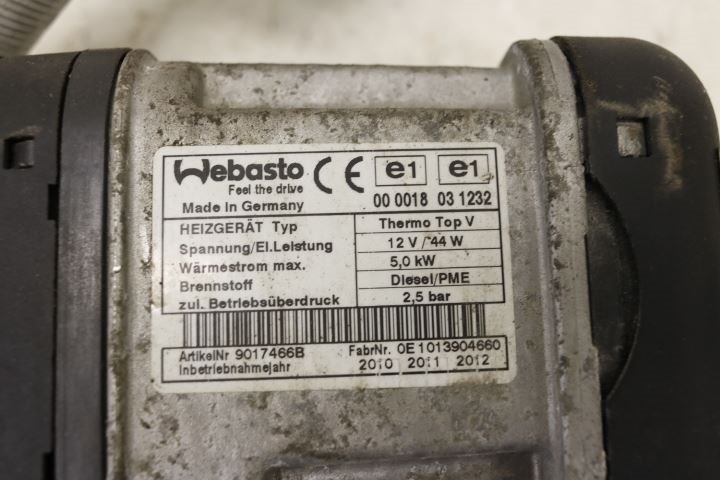 Webasto
Feel the drive
Made In Germany
CE e1 e1
00 0018 03 1232
HEIZGERÄT Typ Thermo Top V
Spannung/El.Leistung 12 V / 44 W
Wärmestrom max. 5,0 kW
Brennstoff Diesel/PME
zul. Betriebsüberdruck 2,5 bar
ArtikelNr 9017466B FabrNr. 0E1013904660
Inbetriebnahmejahr 2010 2011 2012